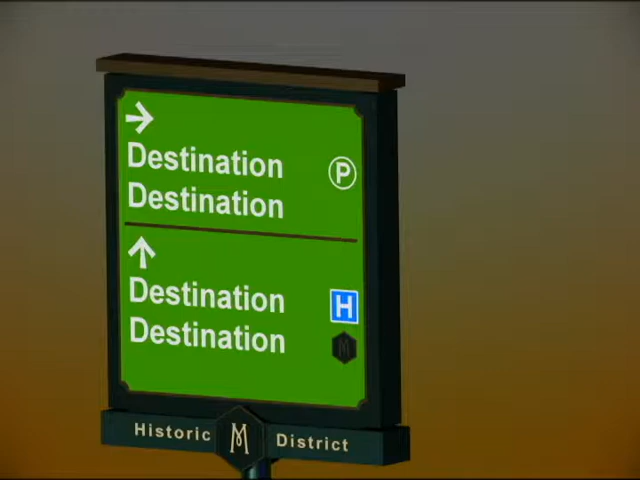 Destination
Destination
P
Destination
Destination
H
M
Historic M District